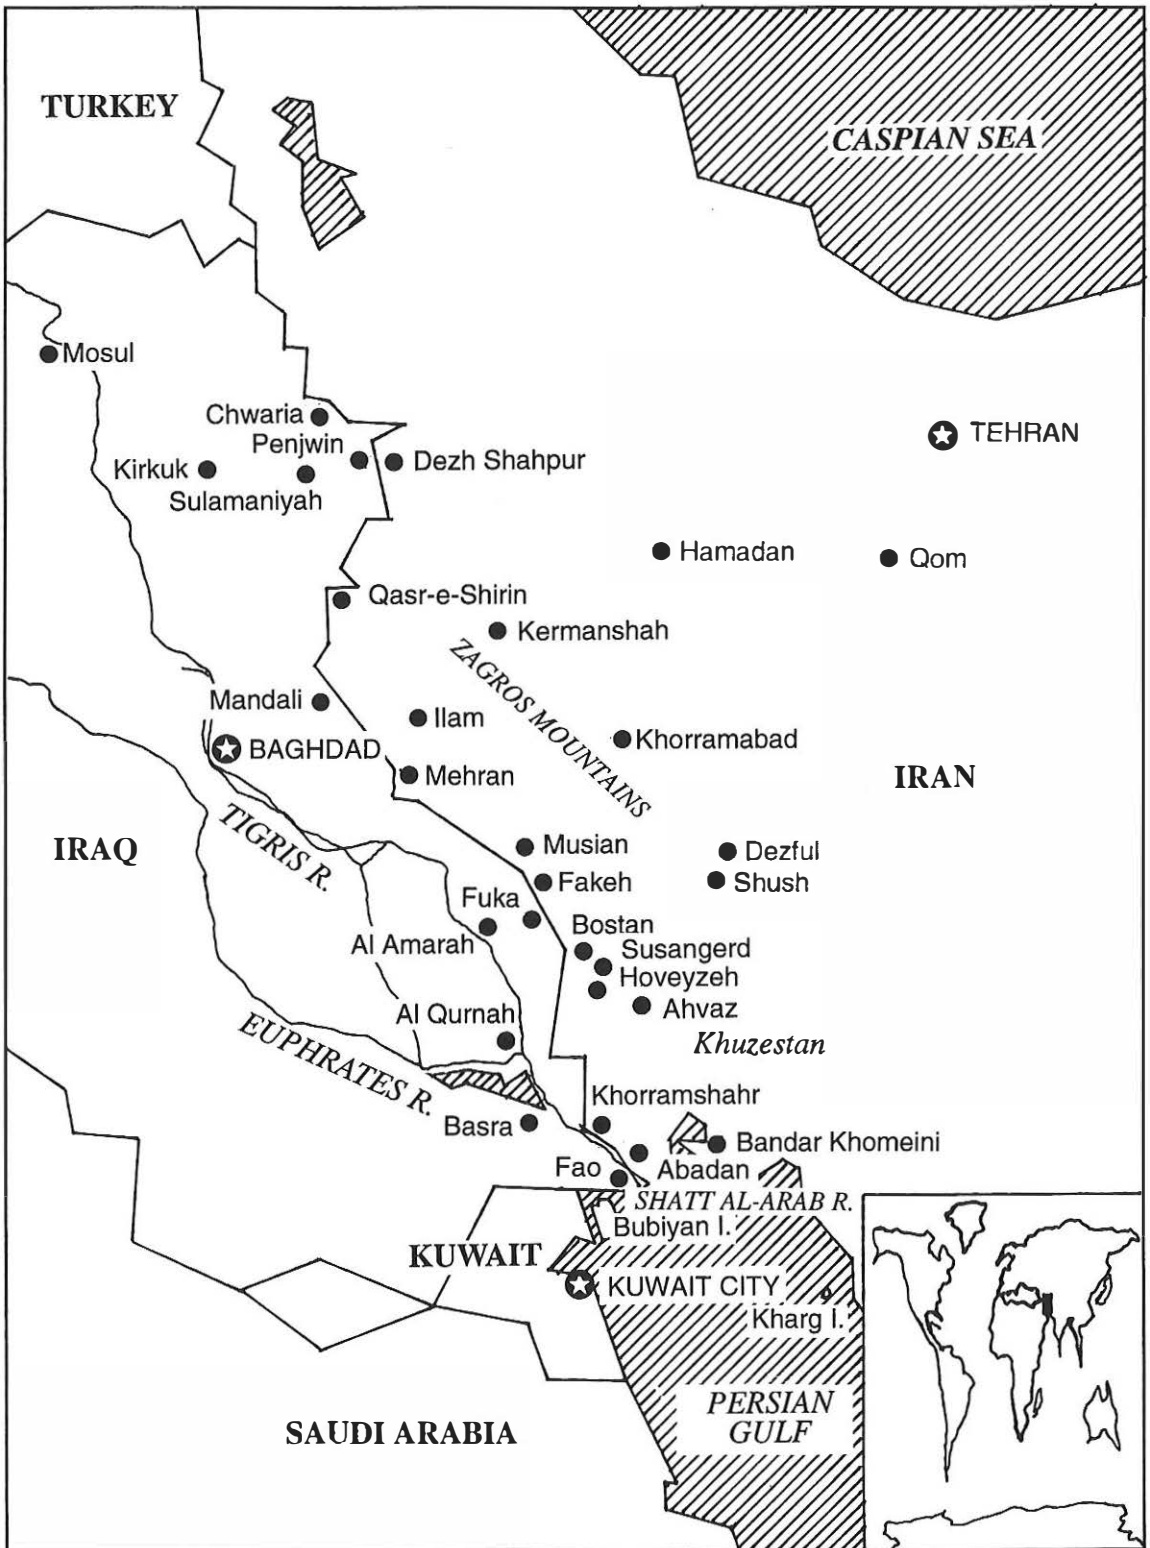 TURKEY
CASPIAN SEA
Mosul
Chwaria
TEHRAN
Penjwin
Kirkuk
Dezh Shahpur
Sulamaniyah
Hamadan
Qom
Qasr-e-Shirin
Kermanshah
ZAGROS MOUNTAINS
Mandali
Ilam
BAGHDAD
Khorramabad
Mehran
IRAN
TIGRIS R.
IRAQ
Musian
Dezful
Fakeh
Shush
Fuka
Bostan
Al Amarah
Susangerd
Hoveyzeh
Ahvaz
Al Qurnah
EUPHRATES R.
Khuzestan
Khorramshahr
Basra
Bandar Khomeini
Fao
Abadan
SHATT AL-ARAB R.
Bubiyan I.
KUWAIT
KUWAIT CITY
Kharg I.
PERSIAN
GULF
SAUDI ARABIA